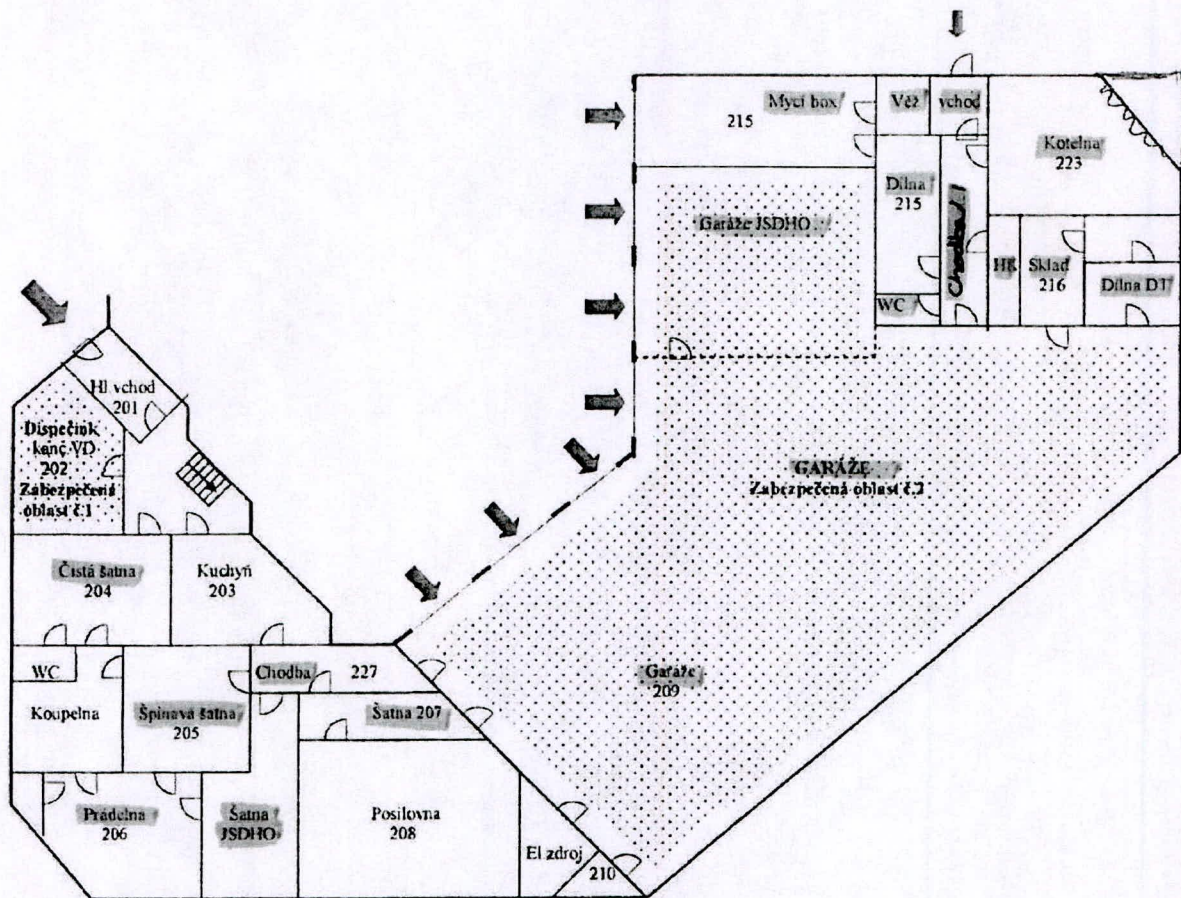 Mycí box
215
Věž
vchod
Kotelna
223
Dílna
215
Chodba 1
Garáže JSDHO
HK
Sklad
216
Dílna DT
WC
Hl. vchod
201
Dispečink
kanc. VD
202
Zabezpečená
oblast č.1
GARÁŽE
Zabezpečená oblast č.2
Čistá šatna
204
Kuchyň
203
WC
Chodba
227
Garáže
209
Koupelna
Špinavá šatna
205
Šatna 207
Prádelna
206
Šatna
JSDHO
Posilovna
208
El.zdroj
210